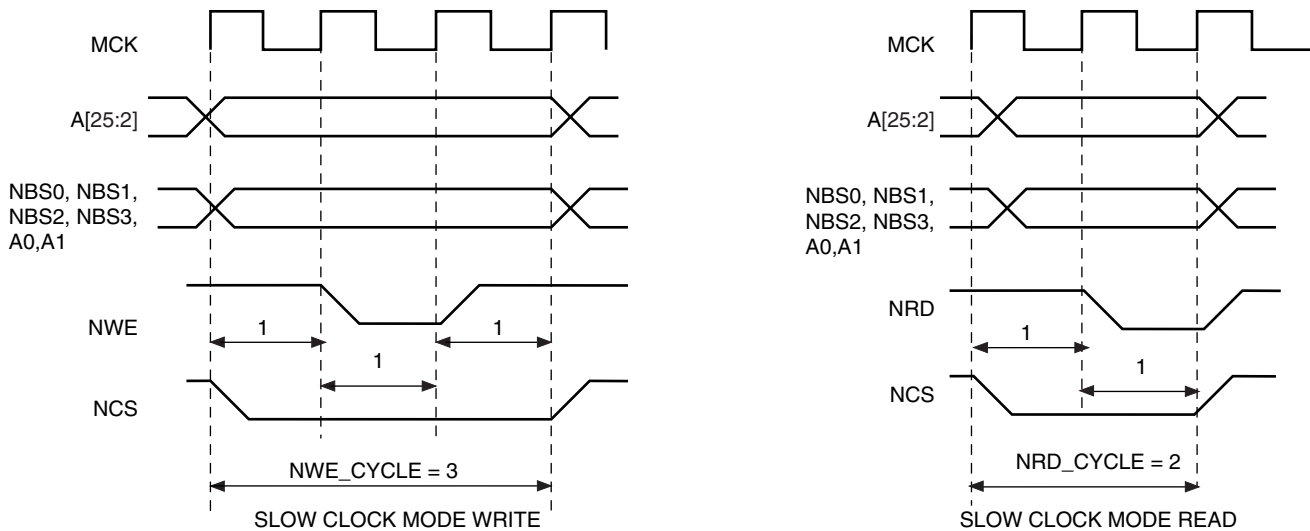 MCK
A[25:2]
NBS0, NBS1,
NBS2, NBS3,
A0,A1
NWE
1
1
1
NCS
NWE_CYCLE = 3
SLOW CLOCK MODE WRITE
MCK
A[25:2]
NBS0, NBS1,
NBS2, NBS3,
A0,A1
NRD
1
1
NCS
NRD_CYCLE = 2
SLOW CLOCK MODE READ